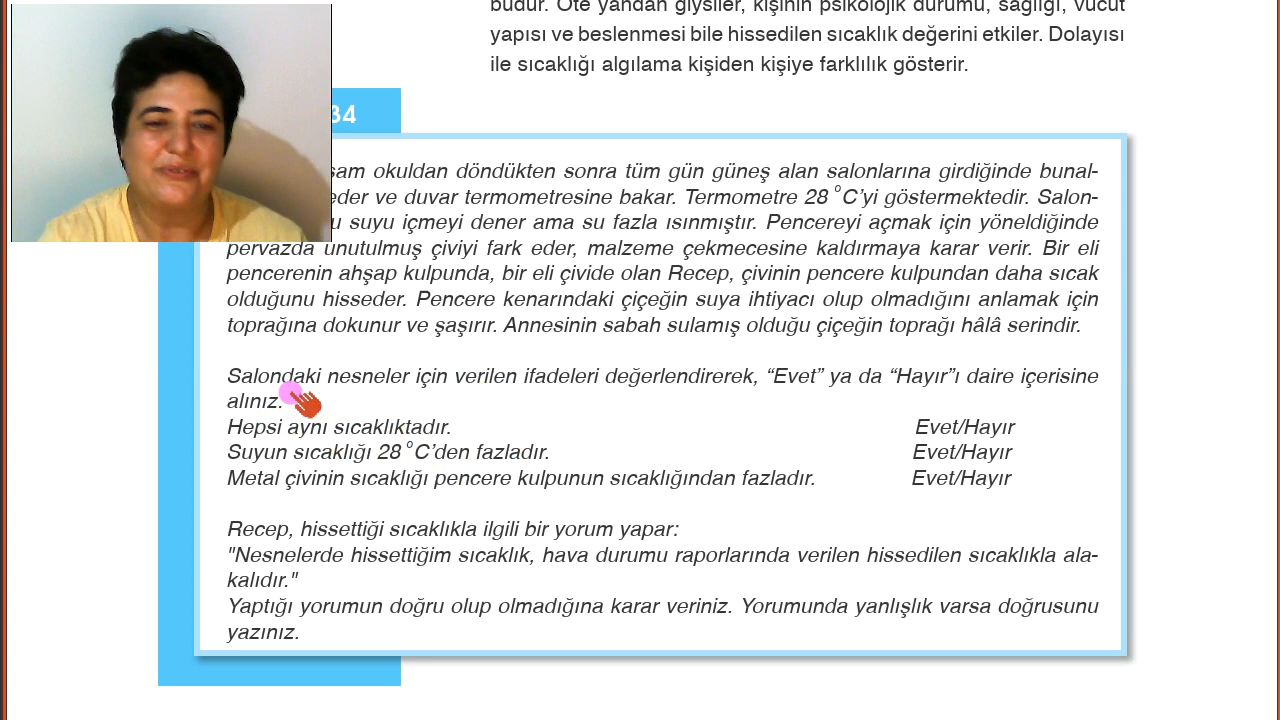 budur. Öte yandan giysiler, kişinin psikolojik durumu, sağlığı, vücut
yapısı ve beslenmesi bile hissedilen sıcaklık değerini etkiler. Dolayısı
ile sıcaklığı algılama kişiden kişiye farklılık gösterir.
34
şam okuldan döndükten sonra tüm gün güneş alan salonlarına girdiğinde bunal-
eder ve duvar termometresine bakar. Termometre 28 °C’yi göstermektedir. Salon-
suyu içmeyi dener ama su fazla ısınmıştır. Pencereyi açmak için yöneldiğinde
pervazda unutulmuş çiviyi fark eder, malzeme çekmecesine kaldırmaya karar verir. Bir eli
pencerenin ahşap kulpunda, bir eli çivide olan Recep, çivinin pencere kulpundan daha sıcak
olduğunu hisseder. Pencere kenarındaki çiçeğin suya ihtiyacı olup olmadığını anlamak için
toprağına dokunur ve şaşırır. Annesinin sabah sulamış olduğu çiçeğin toprağı hâlâ serindir.
Salondaki nesneler için verilen ifadeleri değerlendirerek, “Evet” ya da “Hayır”ı daire içerisine
alınız.
Hepsi aynı sıcaklıktadır. Evet/Hayır
Suyun sıcaklığı 28 °C’den fazladır. Evet/Hayır
Metal çivinin sıcaklığı pencere kulpunun sıcaklığından fazladır. Evet/Hayır
Recep, hissettiği sıcaklıkla ilgili bir yorum yapar:
"Nesnelerde hissettiğim sıcaklık, hava durumu raporlarında verilen hissedilen sıcaklıkla ala-
kalıdır."
Yaptığı yorumun doğru olup olmadığına karar veriniz. Yorumunda yanlışlık varsa doğrusunu
yazınız.